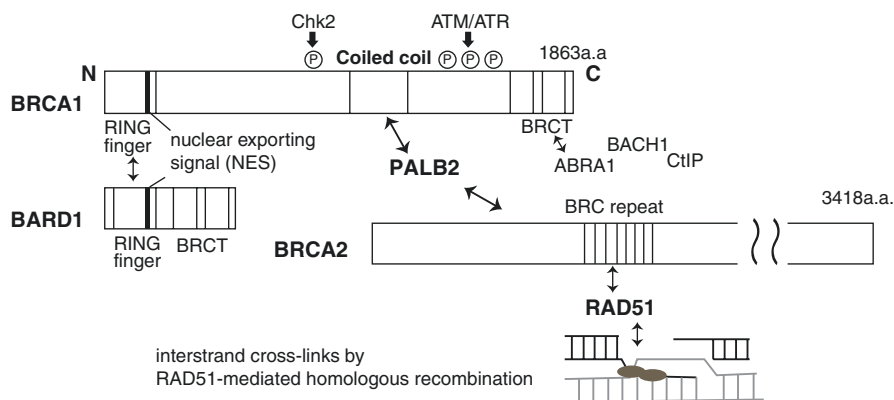 Chk2
ATM/ATR
P
Coiled coil
P P P
1863a.a
N
C
BRCA1
RING
finger
nuclear exporting
signal (NES)
BRCT
BACH1
ABRA1
CtIP
PALB2
BARD1
RING
finger
BRCT
3418a.a.
BRC repeat
BRCA2
RAD51
interstrand cross-links by
RAD51-mediated homologous recombination